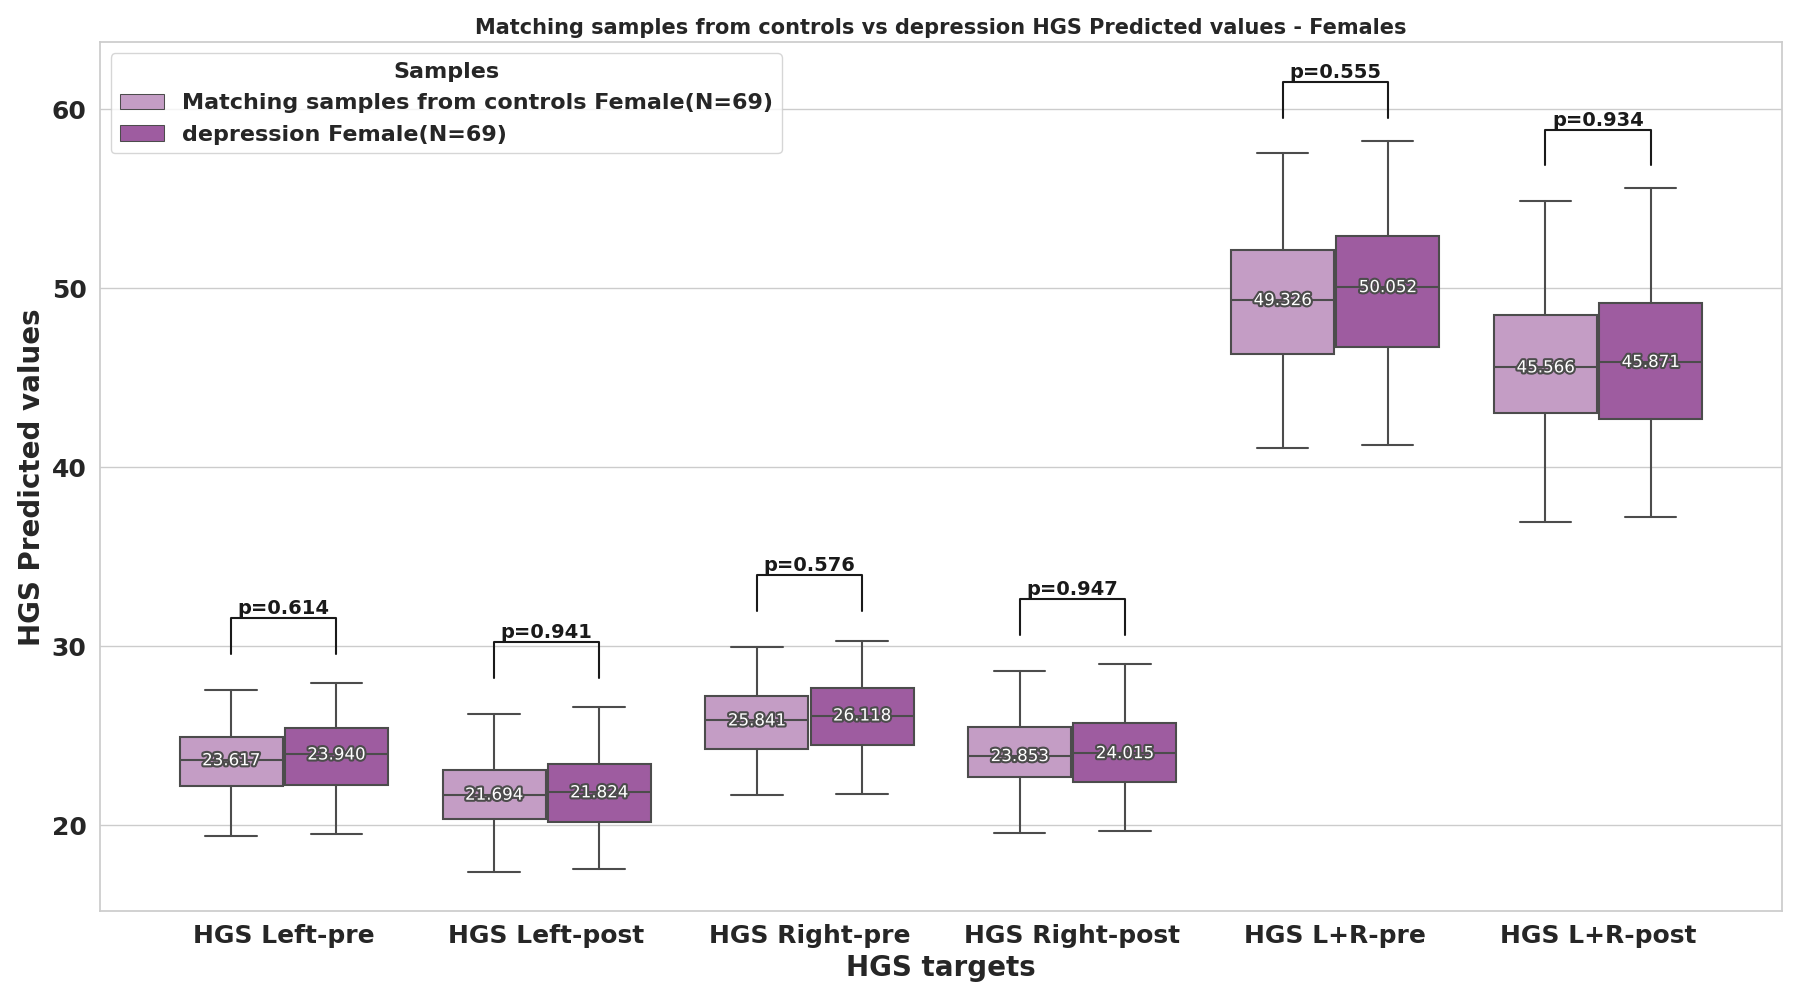 Matching samples from controls vs depression HGS Predicted values - Females
Samples
Matching samples from controls Female(N=69)
depression Female(N=69)
p=0.555
p=0.934
p=0.576
p=0.947
p=0.614
p=0.941
49.326
50.052
45.566
45.871
25.841
26.118
23.617
23.940
23.853
24.015
21.694
21.824
60
50
40
30
20
HGS Predicted values
HGS Left-pre
HGS Left-post
HGS Right-pre
HGS Right-post
HGS L+R-pre
HGS L+R-post
HGS targets